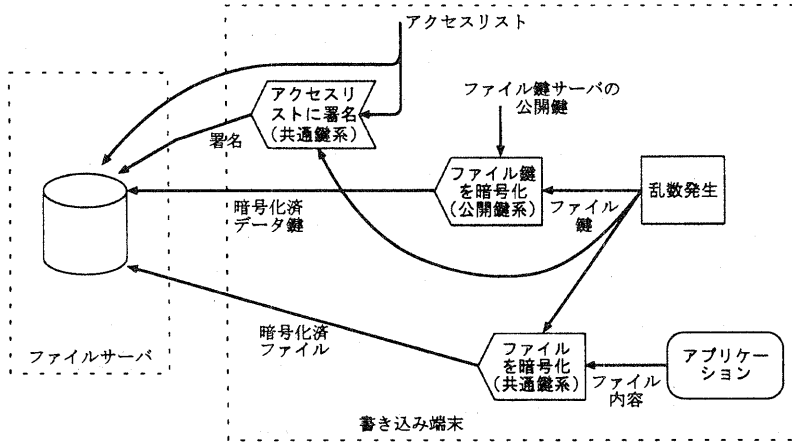 アクセスリスト
アクセスリ
ストに署名
(共通鍵系)
ファイル鍵サーバの
公開鍵
署名
ファイル鍵
を暗号化
(公開鍵系)
乱数発生
ファイル
鍵
暗号化済
データ鍵
暗号化済
ファイル
ファイルサーバ
ファイル
を暗号化
(共通鍵系)
アプリケー
ション
ファイル
内容
書き込み端末